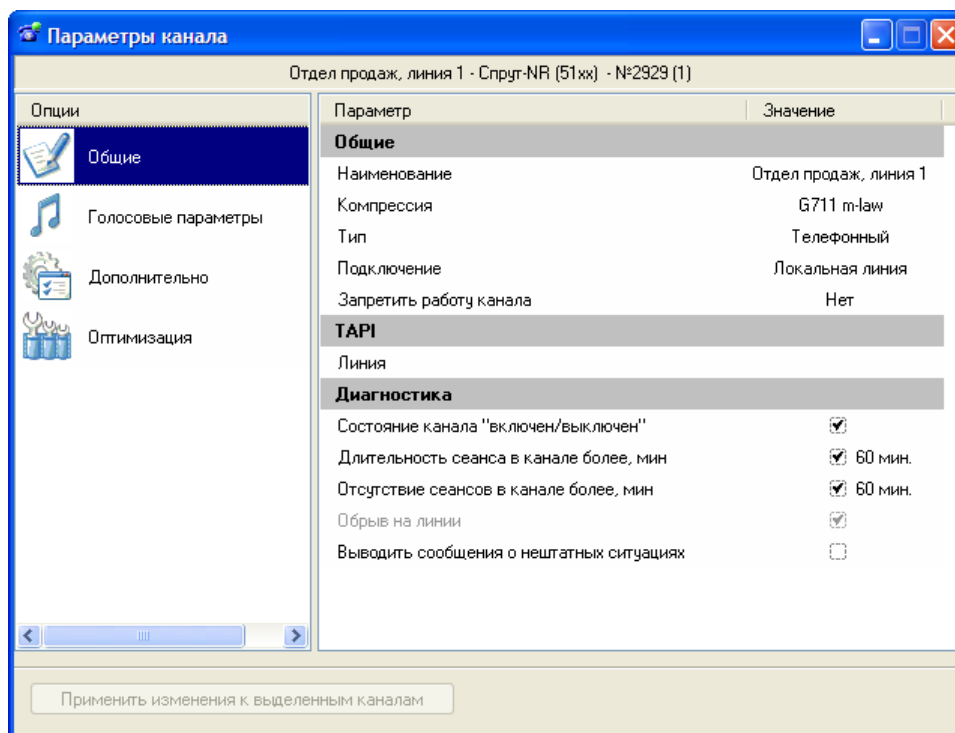 Параметры канала
Отдел продаж, линия 1 - Спрут-NR (51xx) - №2929 (1)
Опции
Параметр Значение
Общие
Общие
Наименование Отдел продаж, линия 1
Голосовые параметры
Компрессия G711 m-law
Тип Телефонный
Дополнительно
Подключение Локальная линия
Запретить работу канала Нет
Оптимизация
TAPI
Линия
Диагностика
Состояние канала "включен/выключен"
Длительность сеанса в канале более, мин 60 мин.
Отсутствие сеансов в канале более, мин 60 мин.
Обрыв на линии
Выводить сообщения о нештатных ситуациях
Применить изменения к выделенным каналам